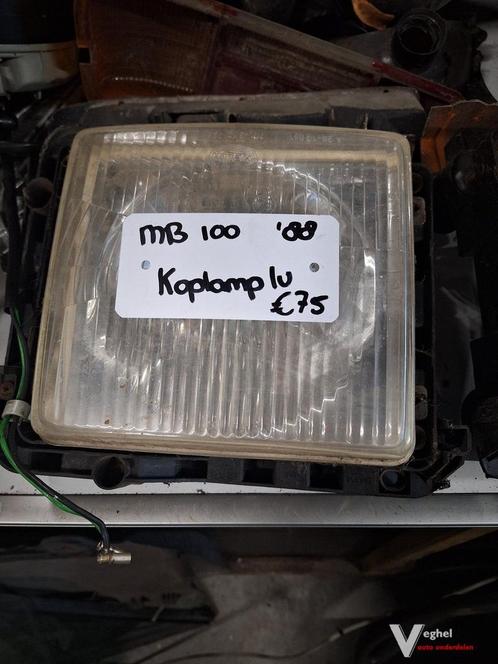 MB 100 '88
Koplamp lv
€75
Veghel
auto onderdelen